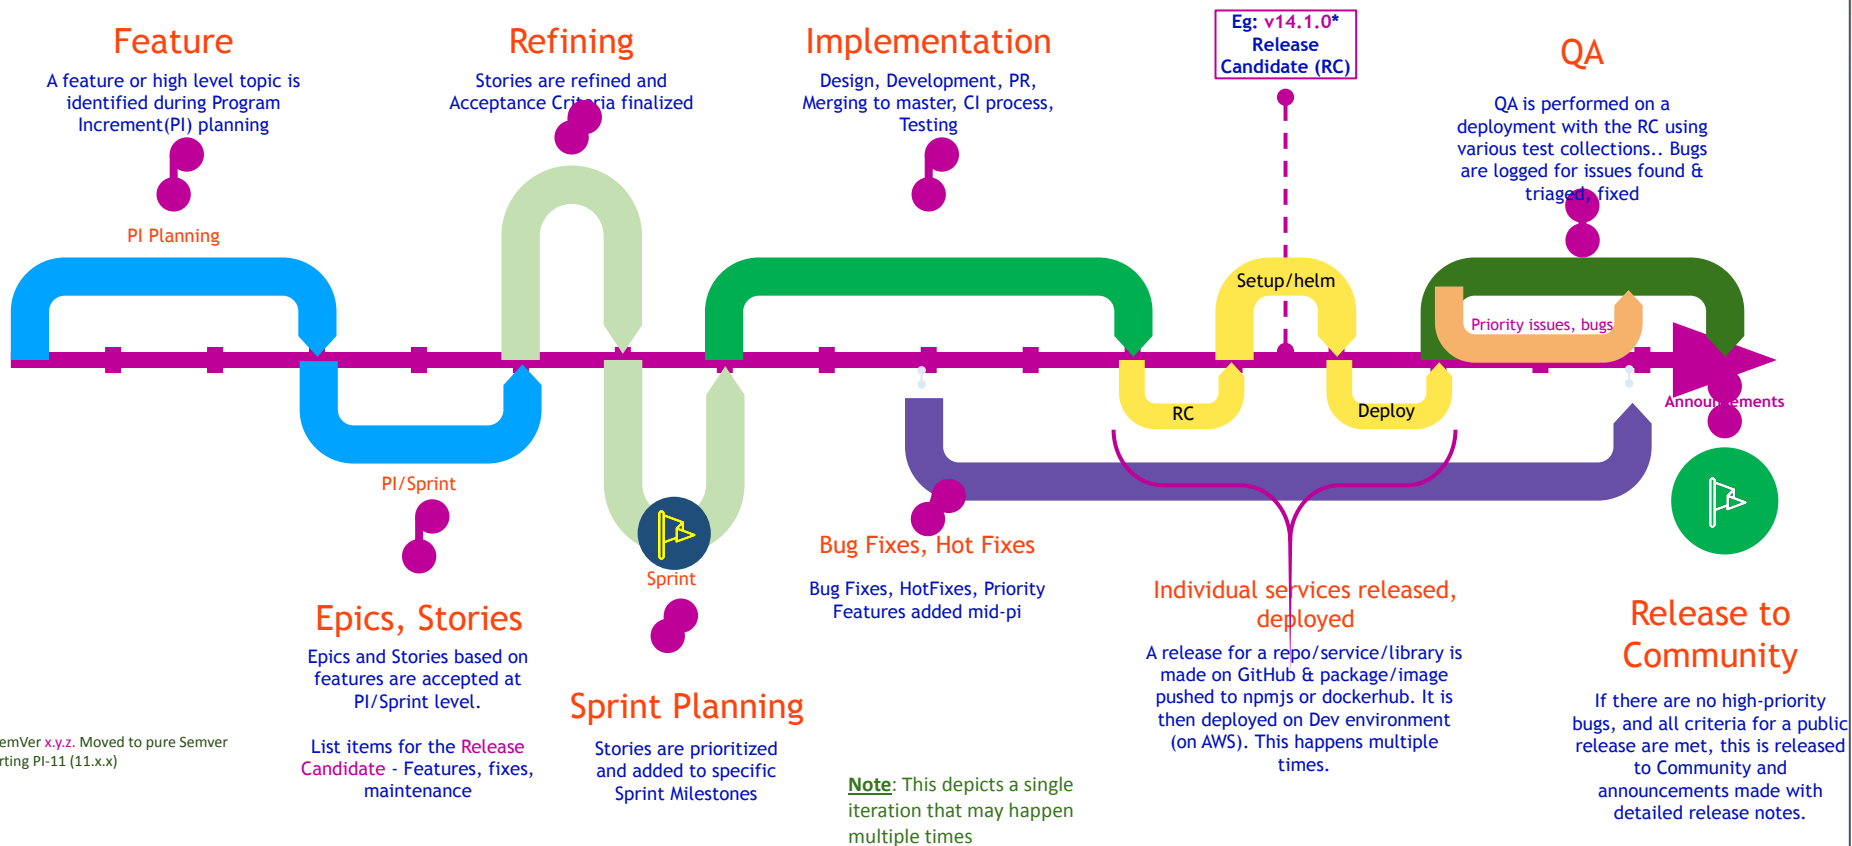 Feature
A feature or high level topic is
identified during Program
Increment(PI) planning
PI Planning
Refining
Stories are refined and
Acceptance Criteria finalized
Implementation
Design, Development, PR,
Merging to master, CI process,
Testing
Eg: v14.1.0*
Release
Candidate (RC)
QA
QA is performed on a
deployment with the RC using
various test collections.. Bugs
are logged for issues found &
triaged, fixed
Setup/helm
Priority issues, bugs
RC
Deploy
Announcements
PI/Sprint
Epics, Stories
Epics and Stories based on
features are accepted at
PI/Sprint level.
List items for the Release
Candidate - Features, fixes,
maintenance
Sprint
Sprint Planning
Stories are prioritized
and added to specific
Sprint Milestones
Bug Fixes, Hot Fixes
Bug Fixes, HotFixes, Priority
Features added mid-pi
Individual services released,
deployed
A release for a repo/service/library is
made on GitHub & package/image
pushed to npmjs or dockerhub. It is
then deployed on Dev environment
(on AWS). This happens multiple
times.
Release to
Community
If there are no high-priority
bugs, and all criteria for a public
release are met, this is released
to Community and
announcements made with
detailed release notes.
emVer x.y.z. Moved to pure Semver
rting PI-11 (11.x.x)
Note: This depicts a single
iteration that may happen
multiple times